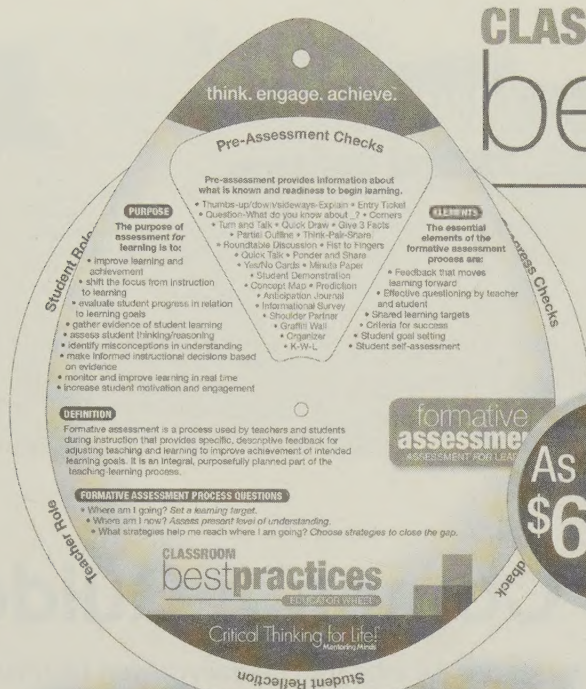 CLAS
be
think. engage. achieve.™
Pre-Assessment Checks
Pre-assessment provides information about
what is known and readiness to begin learning.
• Thumbs-up/down/sideways-Explain • Entry Ticket
• Question-What do you know about _? • Corners
• Turn and Talk • Quick Draw • Give 3 Facts
• Partial Outline • Think-Pair-Share
• Roundtable Discussion • Fist to Fingers
• Quick Talk • Ponder and Share
• Yes/No Cards • Minute Paper
• Student Demonstration
• Concept Map • Prediction
• Anticipation Journal
• Informational Survey
• Shoulder Partner
• Graffiti Wall
• Organizer
• K-W-L
PURPOSE
The purpose of
assessment for
learning is to:
• improve learning and
achievement
• shift the focus from instruction
to learning
• evaluate student progress in relation
to learning goals
• gather evidence of student learning
• assess student thinking/reasoning
• identify misconceptions in understanding
• make informed instructional decisions based
on evidence
• monitor and improve learning in real time
• increase student motivation and engagement
ELEMENTS
The essential
elements of the
formative assessment
process are:
• Feedback that moves
learning forward
• Effective questioning by teacher
and student
• Shared learning targets
• Criteria for success
• Student goal setting
• Student self-assessment
Student Role
gress Checks
DEFINITION
Formative assessment is a process used by teachers and students
during instruction that provides specific, descriptive feedback for
adjusting teaching and learning to improve achievement of intended
learning goals. It is an integral, purposefully planned part of the
teaching-learning process.
formative
assessme
ASSESSMENT FOR LEAR
As
$6
FORMATIVE ASSESSMENT PROCESS QUESTIONS
• Where am I going? Set a learning target.
• Where am I now? Assess present level of understanding.
• What strategies help me reach where I am going? Choose strategies to close the gap.
Teacher Role
dback
CLASSROOM
bestpractices
EDUCATOR WHEEL
Critical Thinking for Life!
Mentoring Minds
Student Reflection